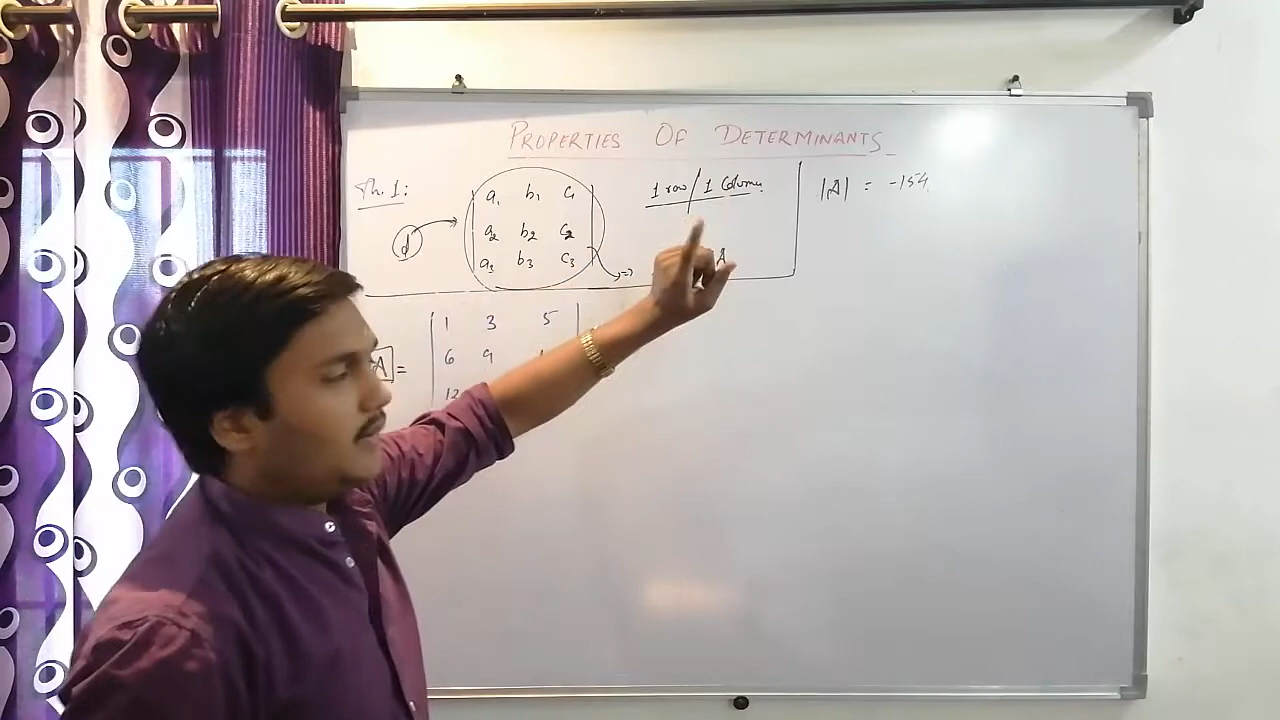 PROPERTIES OF DETERMINANTS
Th. 1:
a₁ b₁ c₁
1 row / 1 Column
|A| = -154
a₂ b₂ c₂
d
a₃ b₃ c₃ ⇒
A
1 3 5
A =
6 9
12